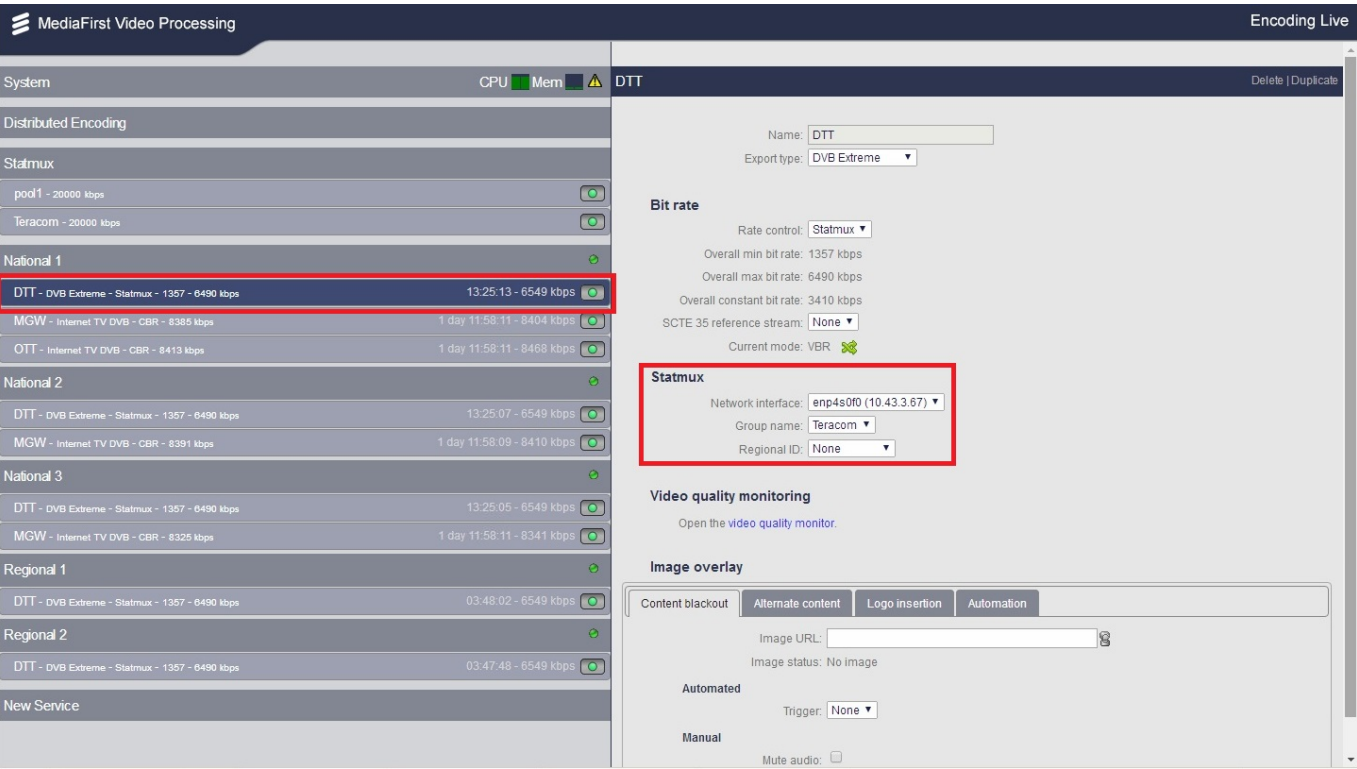 MediaFirst Video Processing
Encoding Live
System CPU Mem
Distributed Encoding
Statmux
pool1 - 20000 kbps
Teracom - 20000 kbps
National 1
DTT - DVB Extreme - Statmux - 1357 - 6490 kbps 13:25:13 - 6549 kbps
MGW - Internet TV DVB - CBR - 8385 kbps 1 day 11:58:11 - 8404 kbps
OTT - Internet TV DVB - CBR - 8413 kbps 1 day 11:58:11 - 8468 kbps
National 2
DTT - DVB Extreme - Statmux - 1357 - 6490 kbps 13:25:07 - 6549 kbps
MGW - Internet TV DVB - CBR - 8391 kbps 1 day 11:58:09 - 8410 kbps
National 3
DTT - DVB Extreme - Statmux - 1357 - 6490 kbps 13:25:05 - 6549 kbps
MGW - Internet TV DVB - CBR - 8325 kbps 1 day 11:58:11 - 8341 kbps
Regional 1
DTT - DVB Extreme - Statmux - 1357 - 6490 kbps 03:48:02 - 6549 kbps
Regional 2
DTT - DVB Extreme - Statmux - 1357 - 6490 kbps 03:47:48 - 6549 kbps
New Service
DTT Delete | Duplicate
Name: DTT
Export type: DVB Extreme
Bit rate
Rate control: Statmux
Overall min bit rate: 1357 kbps
Overall max bit rate: 6490 kbps
Overall constant bit rate: 3410 kbps
SCTE 35 reference stream: None
Current mode: VBR
Statmux
Network interface: enp4s0f0 (10.43.3.67)
Group name: Teracom
Regional ID: None
Video quality monitoring
Open the video quality monitor.
Image overlay
Content blackout Alternate content Logo insertion Automation
Image URL:
Image status: No image
Automated
Trigger: None
Manual
Mute audio: